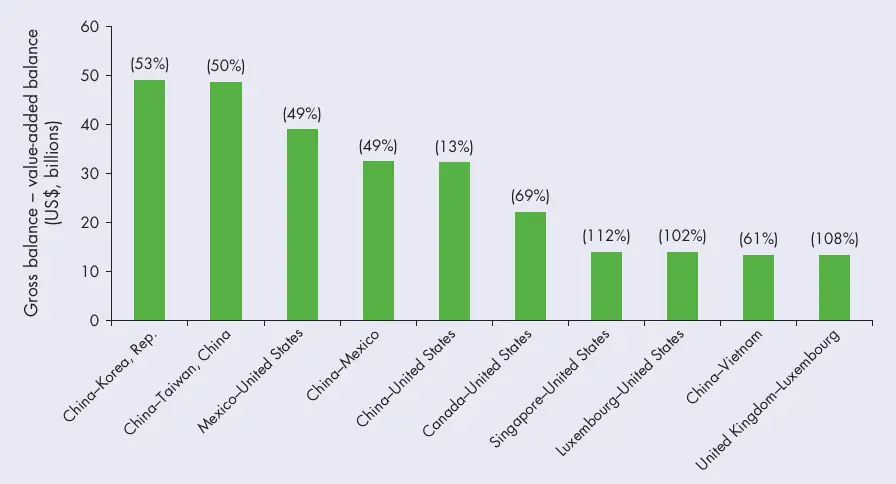 Gross balance – value-added balance
(US$, billions)
60
50
40
30
20
10
0
(53%)
(50%)
(49%)
(49%)
(13%)
(69%)
(112%)
(102%)
(61%)
(108%)
China–Korea, Rep.
China–Taiwan, China
Mexico–United States
China–Mexico
China–United States
Canada–United States
Singapore–United States
Luxembourg–United States
China–Vietnam
United Kingdom–Luxembourg